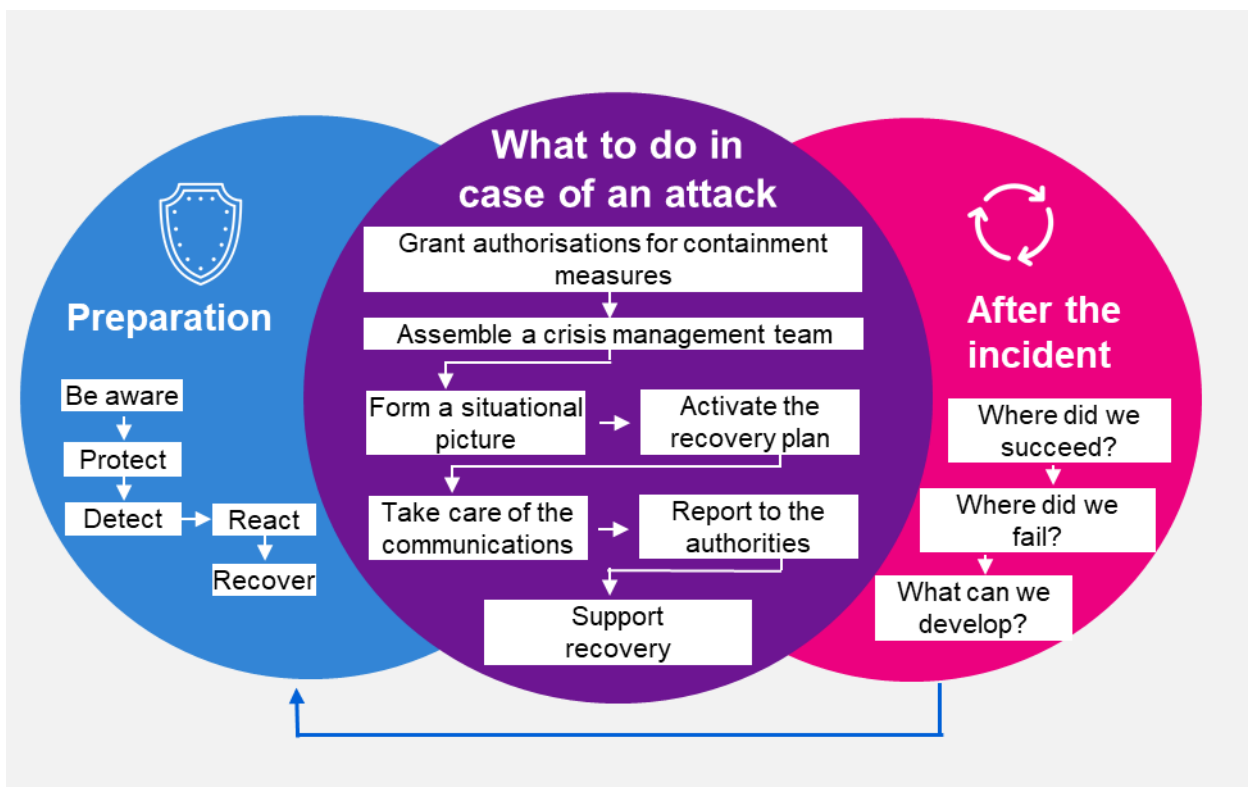 Preparation
Be aware
Protect
Detect
React
Recover
What to do in
case of an attack
Grant authorisations for containment
measures
Assemble a crisis management team
Form a situational
picture
Activate the
recovery plan
Take care of the
communications
Report to the
authorities
Support
recovery
After the
incident
Where did we
succeed?
Where did we
fail?
What can we
develop?